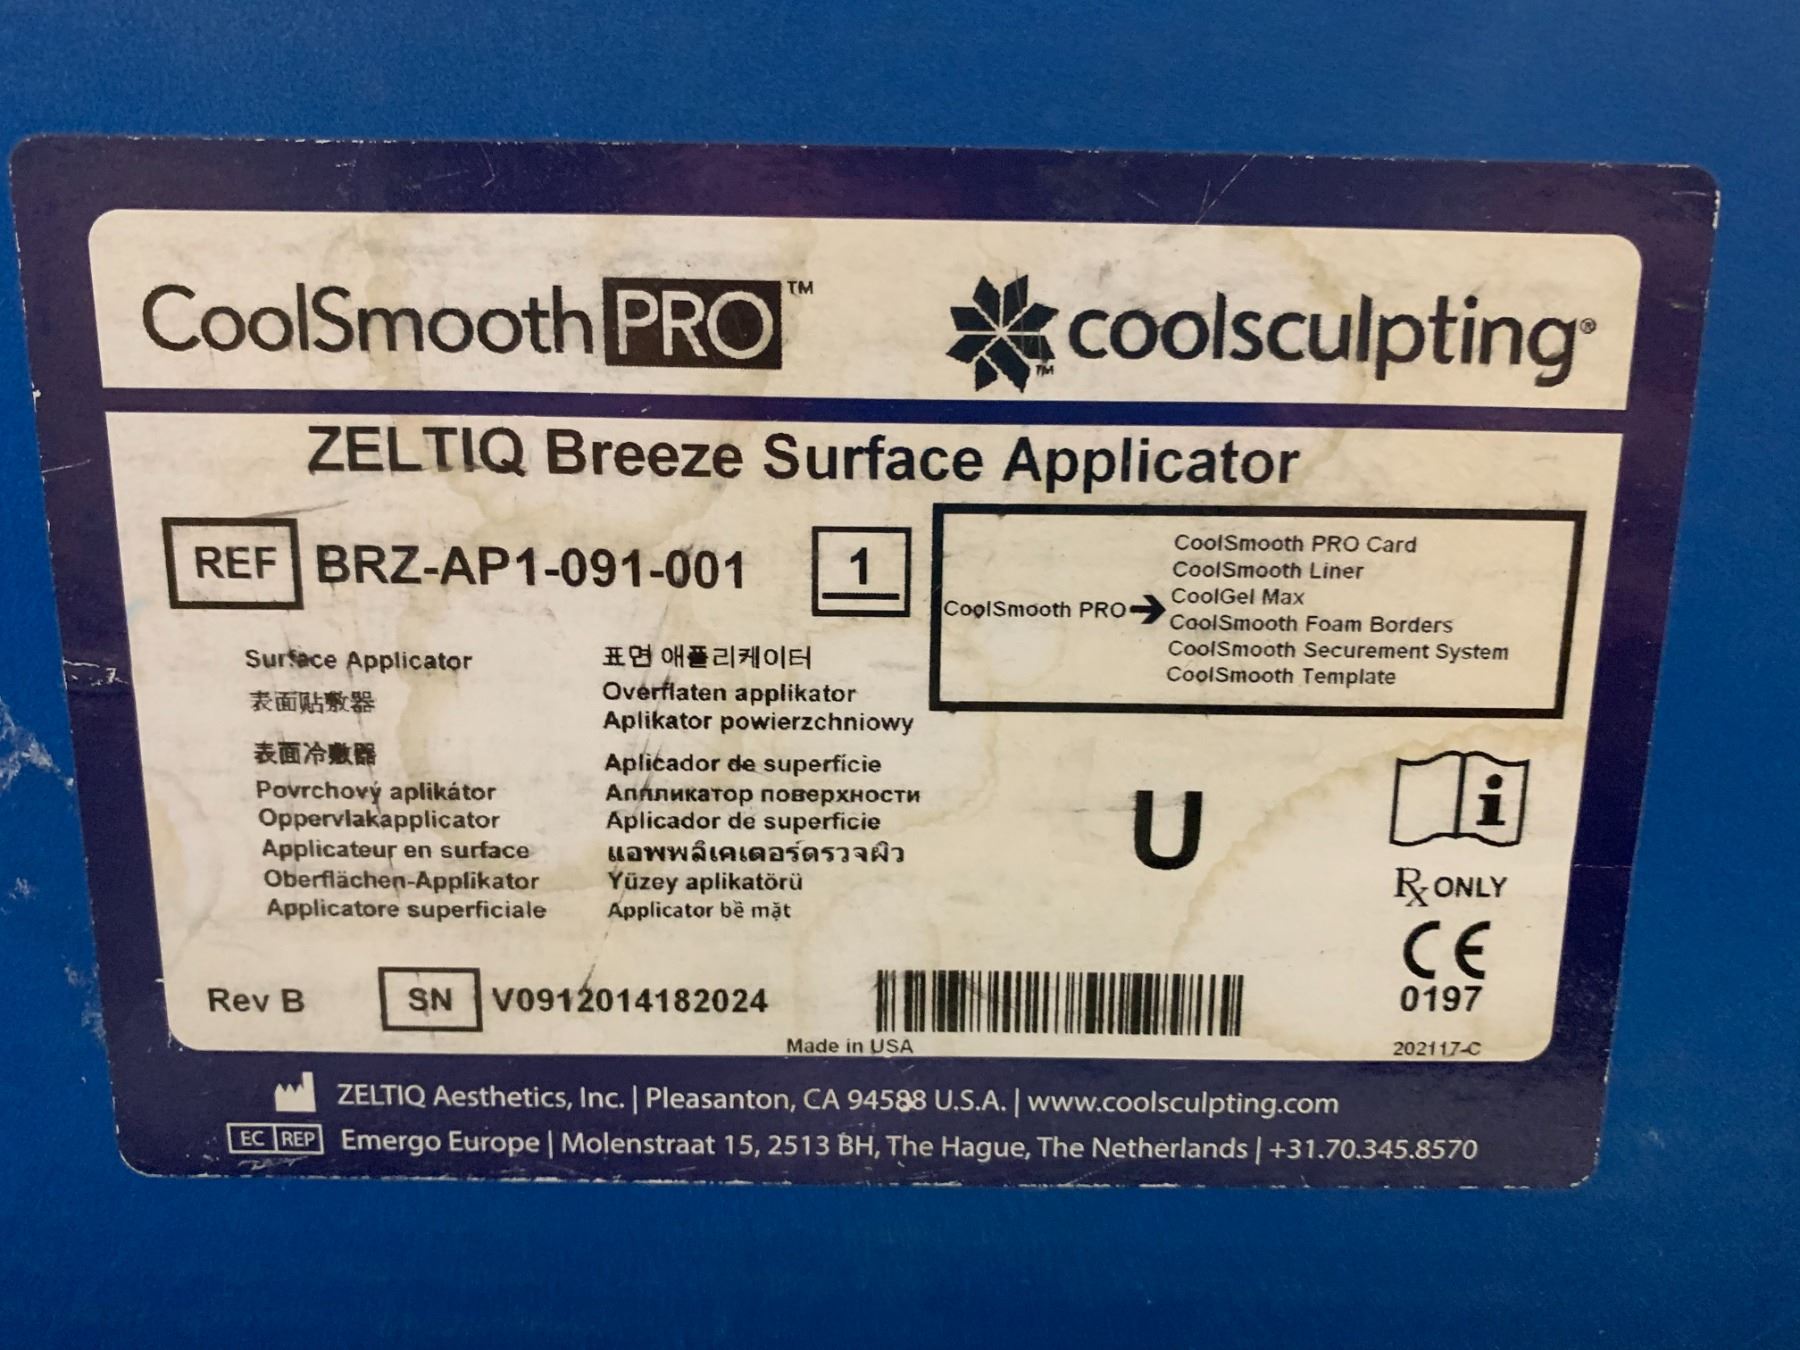 CoolSmooth PRO™
coolsculpting®
™
ZELTIQ Breeze Surface Applicator
REF BRZ-AP1-091-001
1
CoolSmooth PRO→
CoolSmooth PRO Card
CoolSmooth Liner
CoolGel Max
CoolSmooth Foam Borders
CoolSmooth Securement System
CoolSmooth Template
Surface Applicator
表面貼敷器
表面冷敷器
Povrchový aplikátor
Oppervlakapplicator
Applicateur en surface
Oberflächen-Applikator
Applicatore superficiale
표면 애플리케이터
Overflaten applikator
Aplikator powierzchniowy
Aplicador de superfície
Аппликатор поверхности
Aplicador de superficie
แอพพลิเคเตอร์ตรวจผิว
Yüzey aplikatörü
Applicator bề mặt
U
i
Rx ONLY
CE
0197
Rev B
SN V0912014182024
Made in USA
202117-C
ZELTIQ Aesthetics, Inc. | Pleasanton, CA 94588 U.S.A. | www.coolsculpting.com
EC REP Emergo Europe | Molenstraat 15, 2513 BH, The Hague, The Netherlands | +31.70.345.8570